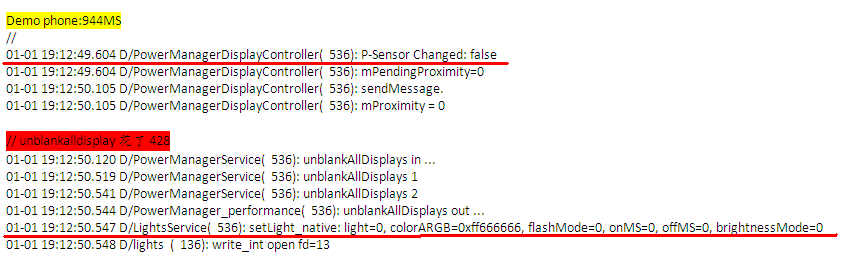 Demo phone:944MS
//
01-01 19:12:49.604 D/PowerManagerDisplayController(  536): P-Sensor Changed: false
01-01 19:12:49.604 D/PowerManagerDisplayController(  536): mPendingProximity=0
01-01 19:12:50.105 D/PowerManagerDisplayController(  536): sendMessage.
01-01 19:12:50.105 D/PowerManagerDisplayController(  536): mProximity = 0
// unblankalldisplay 花了 428
01-01 19:12:50.120 D/PowerManagerService(  536): unblankAllDisplays in ...
01-01 19:12:50.519 D/PowerManagerService(  536): unblankAllDisplays 1
01-01 19:12:50.541 D/PowerManagerService(  536): unblankAllDisplays 2
01-01 19:12:50.544 D/PowerManager_performance(  536): unblankAllDisplays out ...
01-01 19:12:50.547 D/LightsService(  536): setLight_native: light=0, colorARGB=0xff666666, flashMode=0, onMS=0, offMS=0, brightnessMode=0
01-01 19:12:50.548 D/lights  (  136): write_int open fd=13